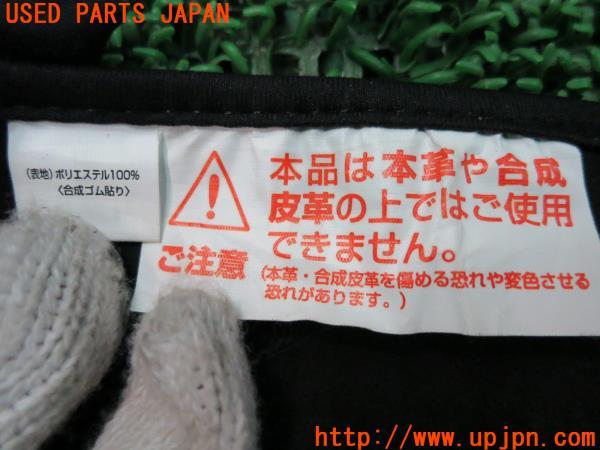 USED PARTS JAPAN
(表地)ポリエステル100%
〈合成ゴム貼り〉
本品は本革や合成
皮革の上ではご使用
できません。
ご注意
(本革・合成皮革を傷める恐れや変色させる
恐れがあります。)
http://www.upjpn.com/